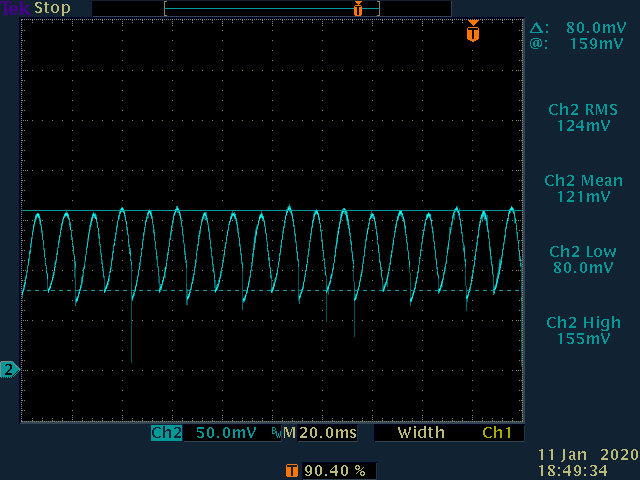 Tek Stop
T
T
Δ: 80.0mV
@: 159mV
Ch2 RMS
124mV
Ch2 Mean
121mV
Ch2 Low
80.0mV
Ch2 High
155mV
2
Ch2 50.0mV BW M 20.0ms Width Ch1
T 90.40 %
11 Jan 2020
18:49:34